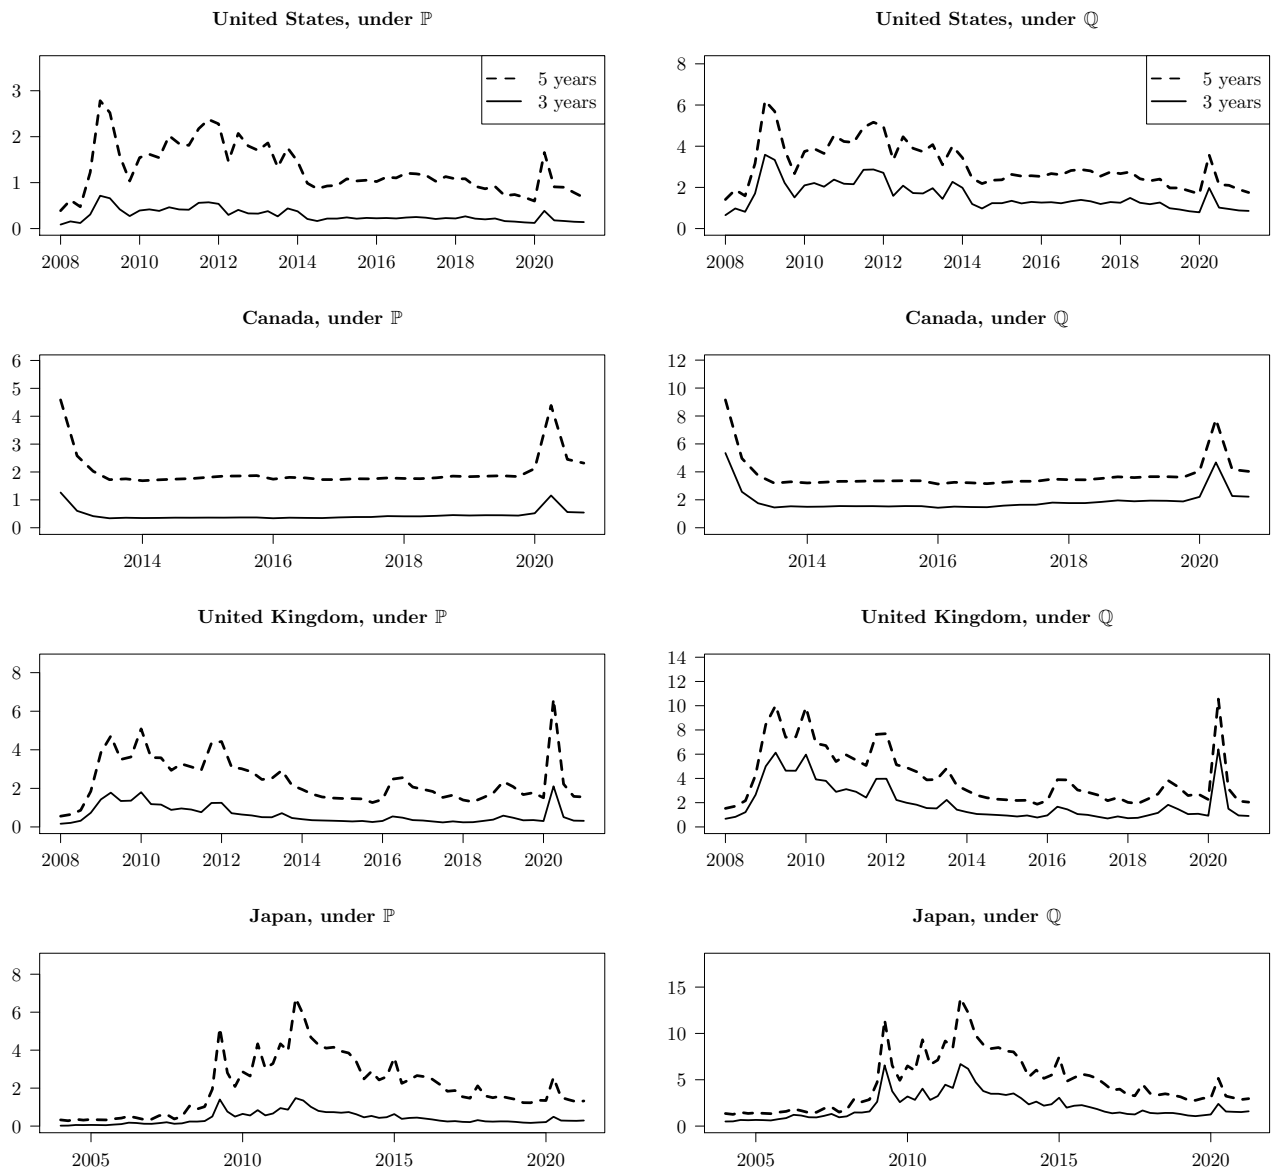 United States, under ℙ
3
2
1
0
5 years
3 years
2008 2010 2012 2014 2016 2018 2020
United States, under ℚ
8
6
4
2
0
5 years
3 years
2008 2010 2012 2014 2016 2018 2020
Canada, under ℙ
6
5
4
3
2
1
0
2014 2016 2018 2020
Canada, under ℚ
12
10
8
6
4
2
0
2014 2016 2018 2020
United Kingdom, under ℙ
8
6
4
2
0
2008 2010 2012 2014 2016 2018 2020
United Kingdom, under ℚ
14
12
10
8
6
4
2
0
2008 2010 2012 2014 2016 2018 2020
Japan, under ℙ
8
6
4
2
0
2005 2010 2015 2020
Japan, under ℚ
15
10
5
0
2005 2010 2015 2020